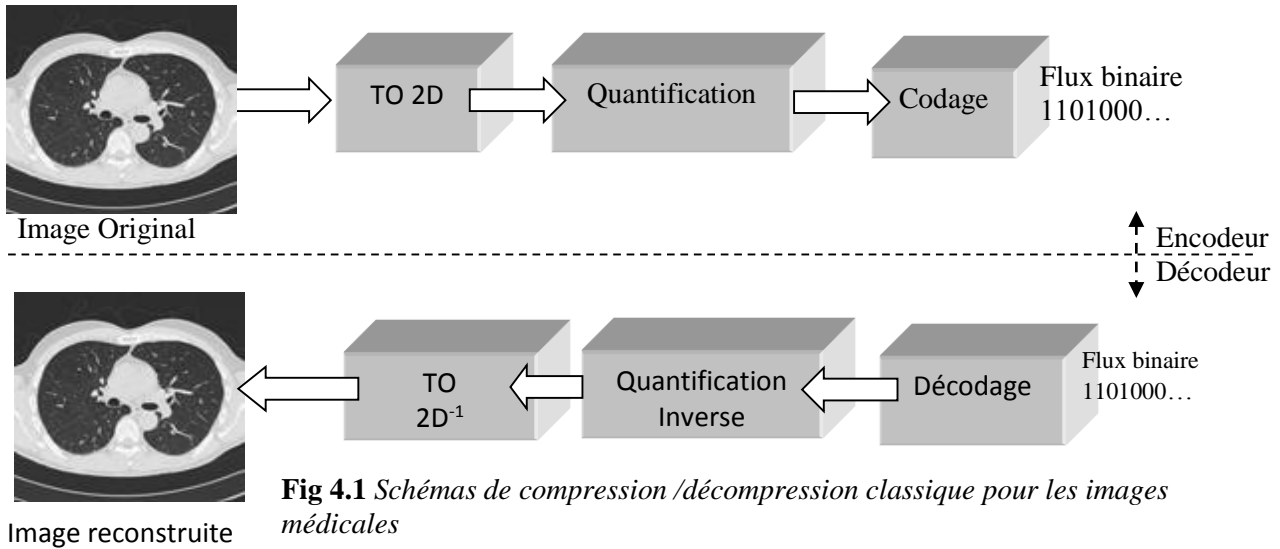 TO 2D
Quantification
Codage
Flux binaire
1101000…
Image Original
Encodeur
Décodeur
TO
2D-1
Quantification
Inverse
Décodage
Flux binaire
1101000…
Fig 4.1 Schémas de compression /décompression classique pour les images
médicales
Image reconstruite